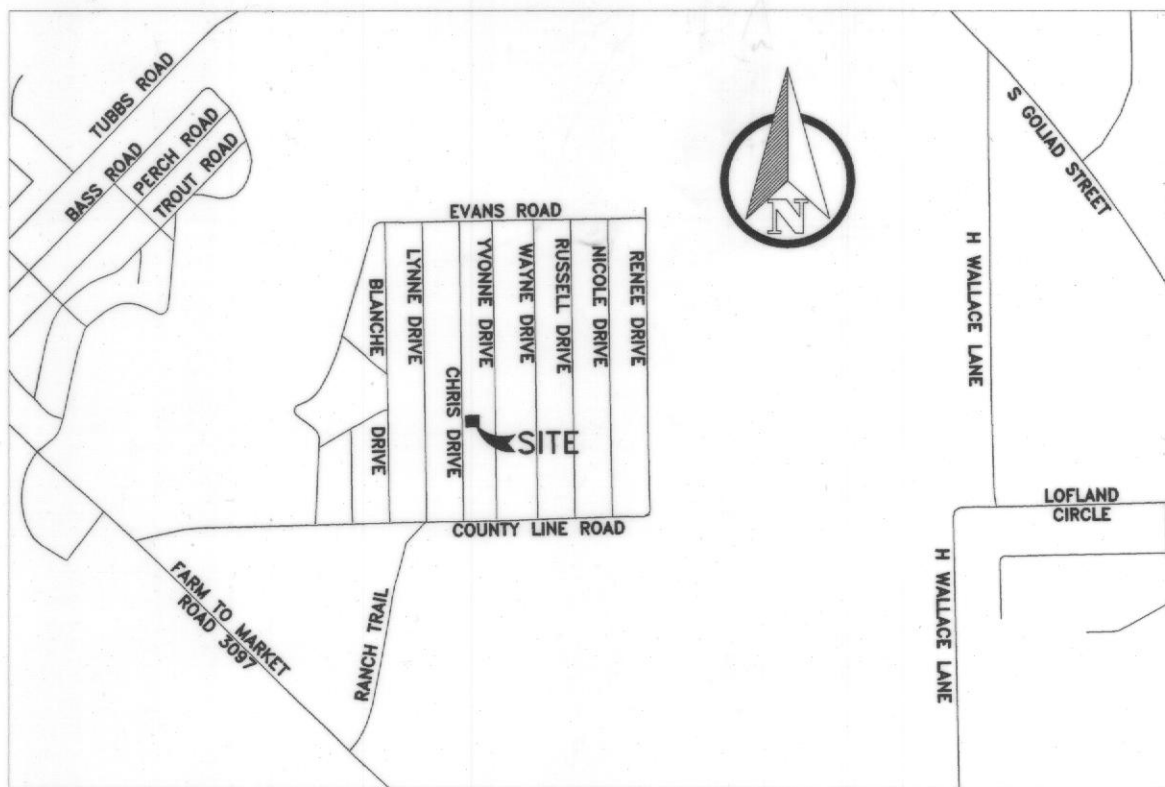 TUBBS ROAD
BASS ROAD
PERCH ROAD
TROUT ROAD
S GOLIAD STREET
N
EVANS ROAD
BLANCHE
DRIVE
LYNNE DRIVE
CHRIS DRIVE
YVONNE DRIVE
WAYNE DRIVE
RUSSELL DRIVE
NICOLE DRIVE
RENEE DRIVE
H WALLACE LANE
SITE
LOFLAND
CIRCLE
COUNTY LINE ROAD
FARM TO MARKET
ROAD 3097
RANCH TRAIL
H WALLACE LANE